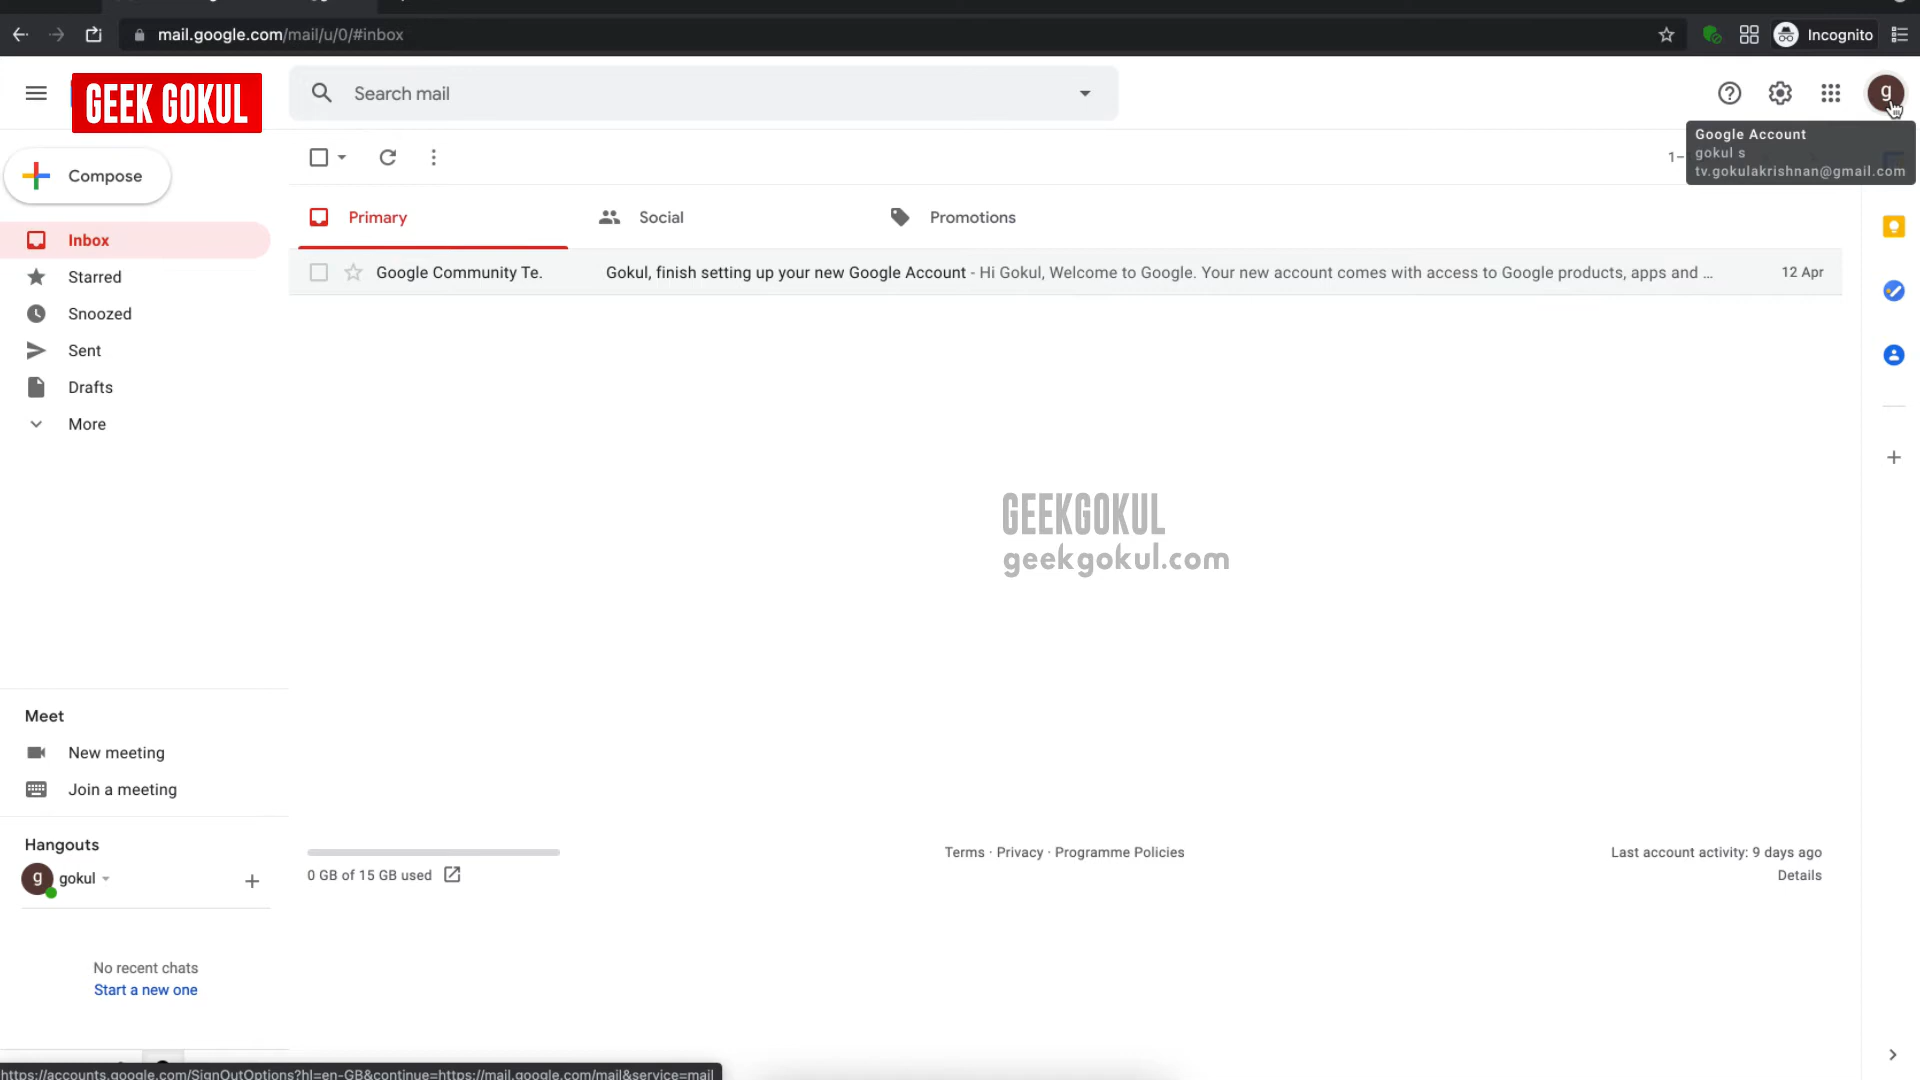 mail.google.com/mail/u/0/#inbox
Incognito
GEEK GOKUL
Search mail
g
Google Account
gokul s
tv.gokulakrishnan@gmail.com
Compose
1–
Primary
Social
Promotions
Inbox
Google Community Te.
Gokul, finish setting up your new Google Account - Hi Gokul, Welcome to Google. Your new account comes with access to Google products, apps and ...
12 Apr
Starred
Snoozed
Sent
Drafts
More
GEEKGOKUL
geekgokul.com
Meet
New meeting
Join a meeting
Hangouts
g
gokul
Terms · Privacy · Programme Policies
Last account activity: 9 days ago
0 GB of 15 GB used
Details
No recent chats
Start a new one
https://accounts.google.com/SignOutOptions?hl=en-GB&continue=https://mail.google.com/mail&service=mail